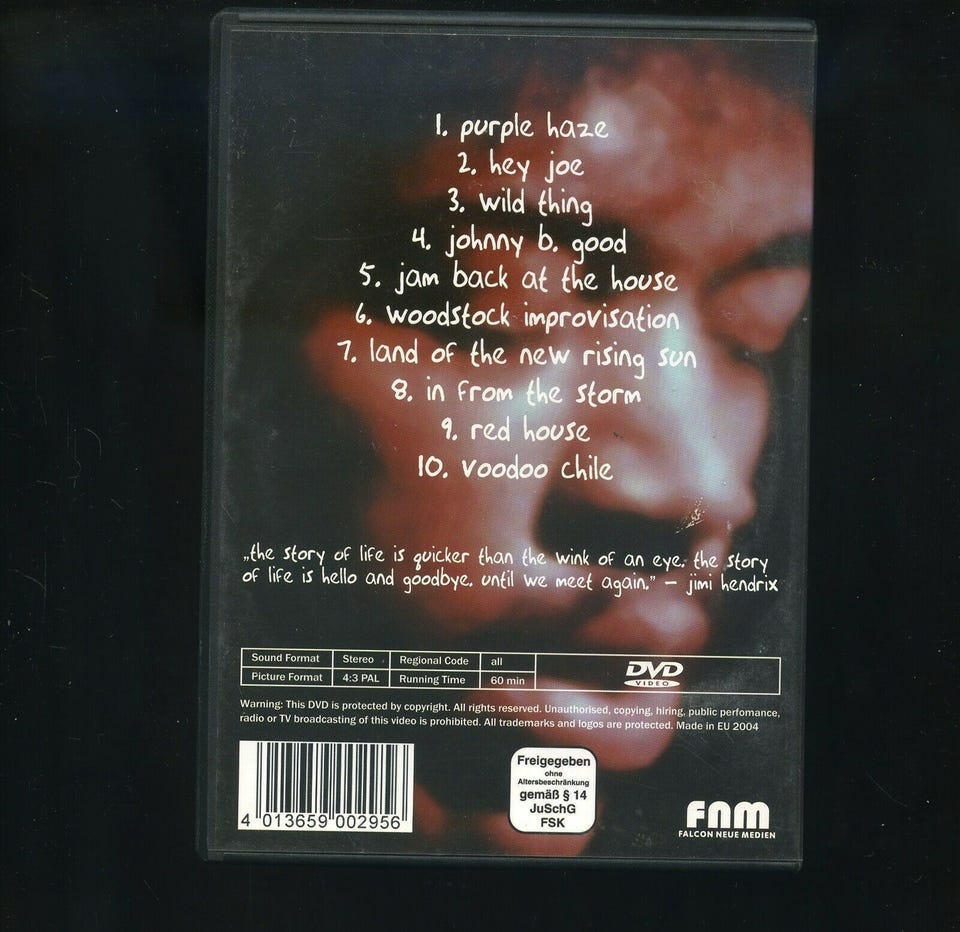 1. purple haze
2. hey joe
3. wild thing
4. johnny b. good
5. jam back at the house
6. woodstock improvisation
7. land of the new rising sun
8. in from the storm
9. red house
10. voodoo chile
„the story of life is quicker than the wink of an eye. the story
of life is hello and goodbye. until we meet again.” – jimi hendrix
Sound Format Stereo Regional Code all
Picture Format 4:3 PAL Running Time 60 min
DVD
VIDEO
Warning: This DVD is protected by copyright. All rights reserved. Unauthorised, copying, hiring, public perfomance,
radio or TV broadcasting of this video is prohibited. All trademarks and logos are protected. Made in EU 2004
4 013659 002956
Freigegeben
ohne
Altersbeschränkung
gemäß § 14
JuSchG
FSK
FNM
FALCON NEUE MEDIEN